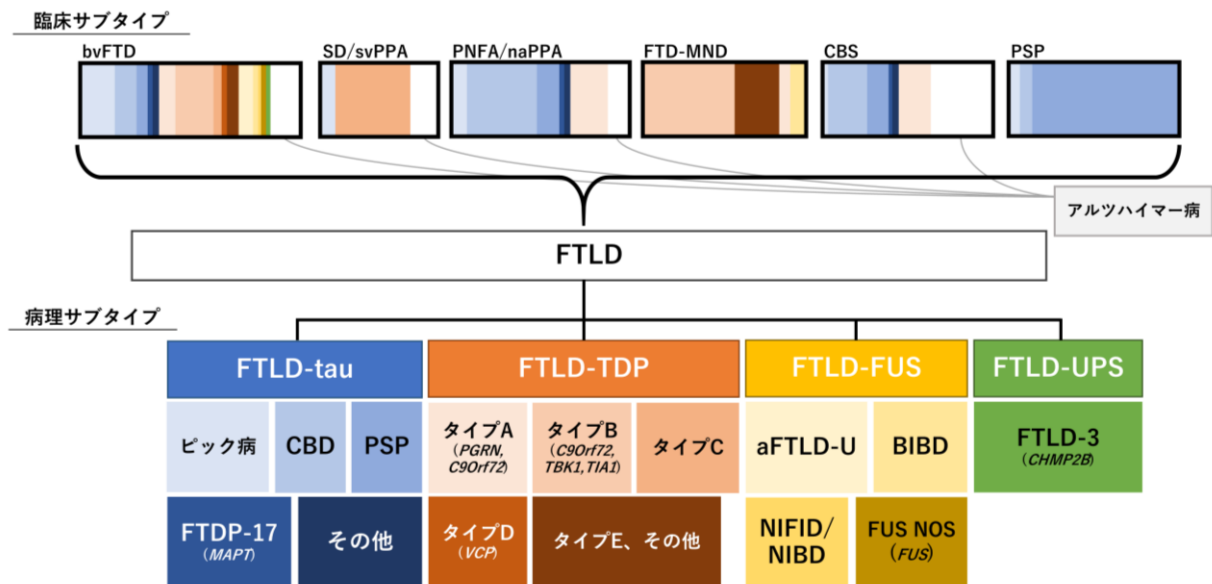 臨床サブタイプ
bvFTD
SD/svPPA
PNFA/naPPA
FTD-MND
CBS
PSP
アルツハイマー病
FTLD
病理サブタイプ
FTLD-tau
FTLD-TDP
FTLD-FUS
FTLD-UPS
ピック病
CBD
PSP
タイプA
(PGRN,
C9Orf72)
タイプB
(C9Orf72,
TBK1,TIA1)
タイプC
aFTLD-U
BIBD
FTLD-3
(CHMP2B)
FTDP-17
(MAPT)
その他
タイプD
(VCP)
タイプE、その他
NIFID/
NIBD
FUS NOS
(FUS)